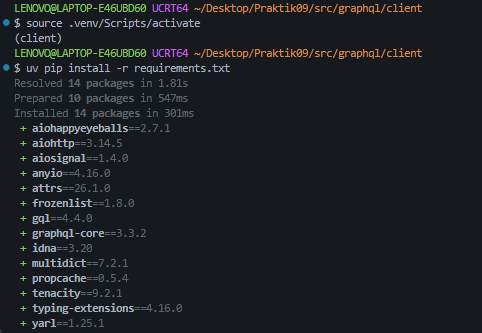 LENOVO@LAPTOP-E46UBD60 UCRT64 ~/Desktop/Praktik09/src/graphql/client
$ source .venv/Scripts/activate
(client)
LENOVO@LAPTOP-E46UBD60 UCRT64 ~/Desktop/Praktik09/src/graphql/client
$ uv pip install -r requirements.txt
Resolved 14 packages in 1.81s
Prepared 10 packages in 547ms
Installed 14 packages in 301ms
+ aiohappyeyeballs==2.7.1
+ aiohttp==3.14.5
+ aiosignal==1.4.0
+ anyio==4.16.0
+ attrs==26.1.0
+ frozenlist==1.8.0
+ gql==4.4.0
+ graphql-core==3.3.2
+ idna==3.20
+ multidict==7.2.1
+ propcache==0.5.4
+ tenacity==9.2.1
+ typing-extensions==4.16.0
+ yarl==1.25.1